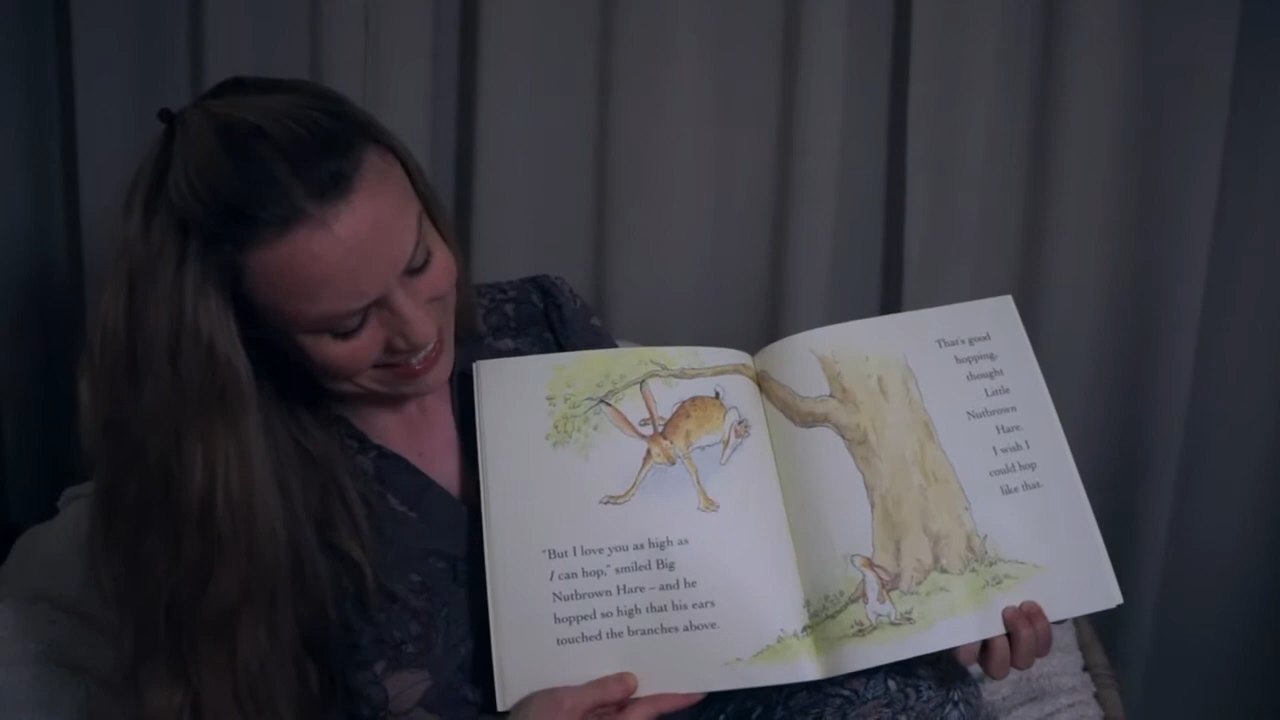 "But I love you as high as
I can hop," smiled Big
Nutbrown Hare – and he
hopped so high that his ears
touched the branches above.
That's good
hopping,
thought
Little
Nutbrown
Hare.
I wish I
could hop
like that.